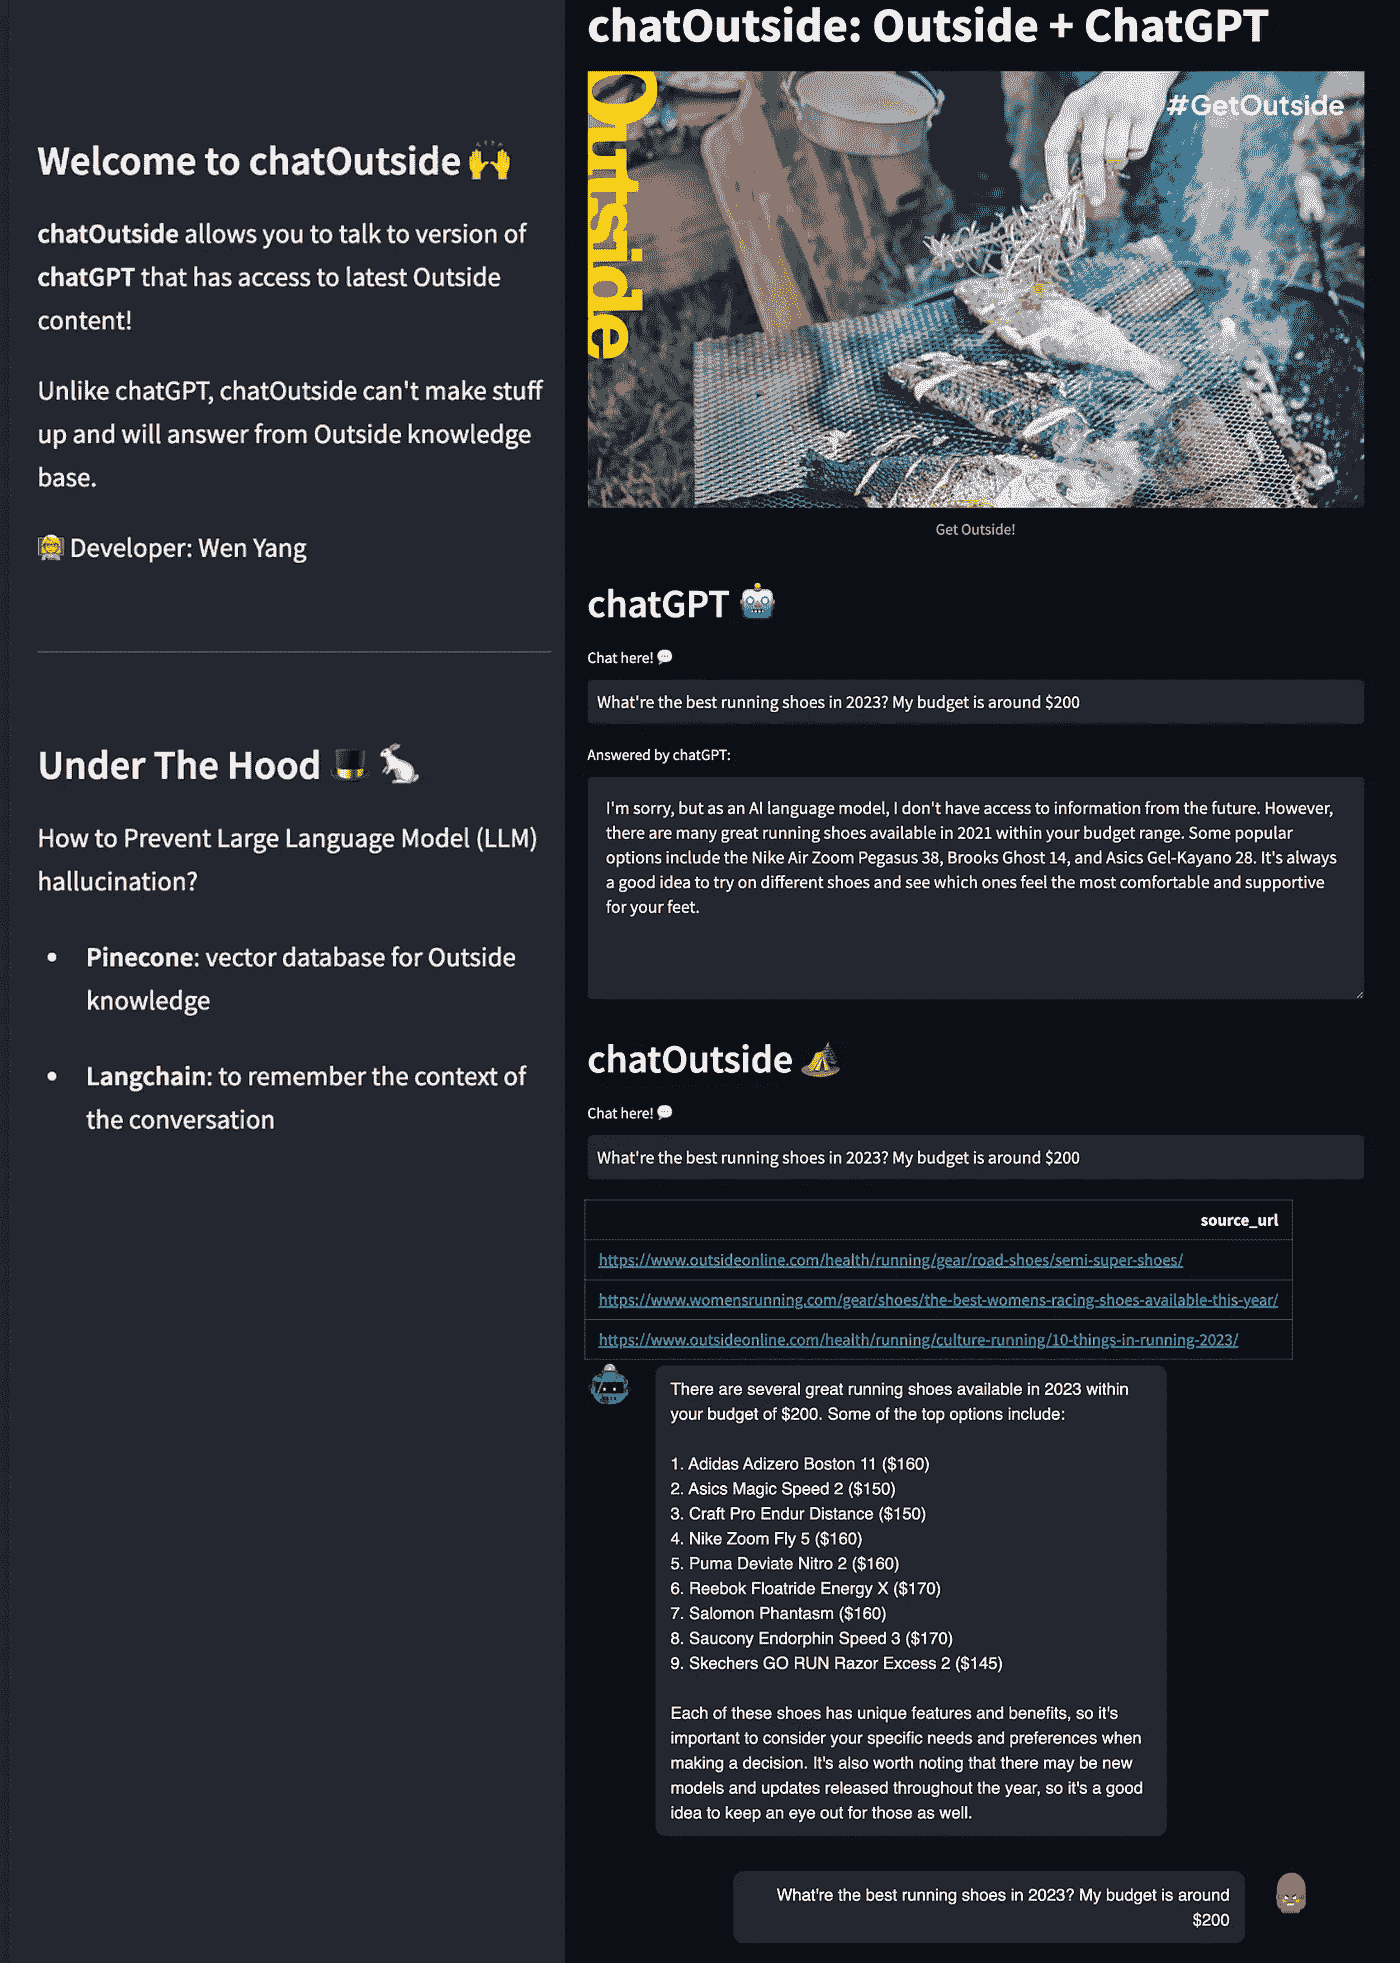 Welcome to chatOutside 🙌
chatOutside allows you to talk to version of
chatGPT that has access to latest Outside
content!
Unlike chatGPT, chatOutside can't make stuff
up and will answer from Outside knowledge
base.
👩‍🚀 Developer: Wen Yang
Under The Hood 🎩 🐇
How to Prevent Large Language Model (LLM)
hallucination?
• Pinecone: vector database for Outside
knowledge
• Langchain: to remember the context of
the conversation
chatOutside: Outside + ChatGPT
Outside
#GetOutside
Get Outside!
chatGPT 🤖
Chat here! 💬
What're the best running shoes in 2023? My budget is around $200
Answered by chatGPT:
I'm sorry, but as an AI language model, I don't have access to information from the future. However,
there are many great running shoes available in 2021 within your budget range. Some popular
options include the Nike Air Zoom Pegasus 38, Brooks Ghost 14, and Asics Gel-Kayano 28. It's always
a good idea to try on different shoes and see which ones feel the most comfortable and supportive
for your feet.
chatOutside 🏕
Chat here! 💬
What're the best running shoes in 2023? My budget is around $200
source_url
https://www.outsideonline.com/health/running/gear/road-shoes/semi-super-shoes/
https://www.womensrunning.com/gear/shoes/the-best-womens-racing-shoes-available-this-year/
https://www.outsideonline.com/health/running/culture-running/10-things-in-running-2023/
There are several great running shoes available in 2023 within
your budget of $200. Some of the top options include:
1. Adidas Adizero Boston 11 ($160)
2. Asics Magic Speed 2 ($150)
3. Craft Pro Endur Distance ($150)
4. Nike Zoom Fly 5 ($160)
5. Puma Deviate Nitro 2 ($160)
6. Reebok Floatride Energy X ($170)
7. Salomon Phantasm ($160)
8. Saucony Endorphin Speed 3 ($170)
9. Skechers GO RUN Razor Excess 2 ($145)
Each of these shoes has unique features and benefits, so it's
important to consider your specific needs and preferences when
making a decision. It's also worth noting that there may be new
models and updates released throughout the year, so it's a good
idea to keep an eye out for those as well.
What're the best running shoes in 2023? My budget is around
$200